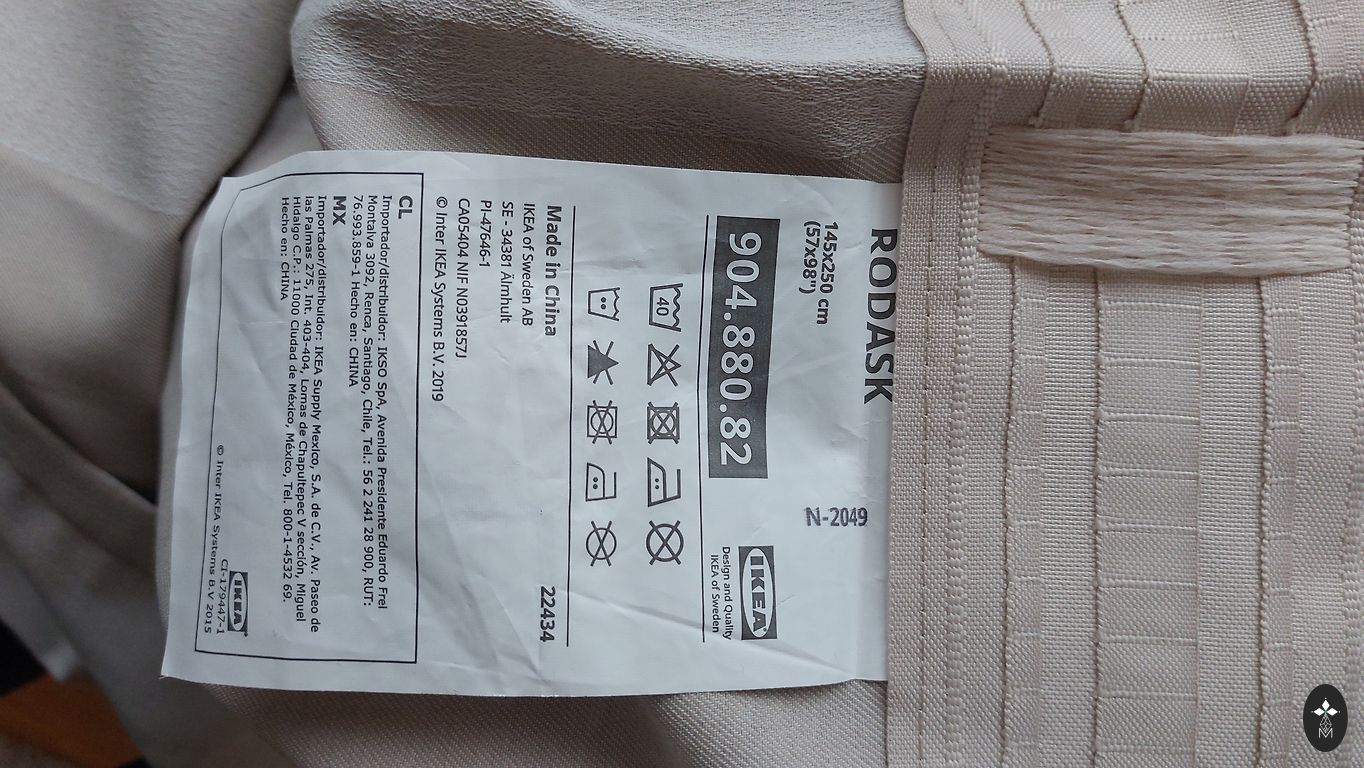 RODASK
145x250 cm
(57x98")
N-2049
904.880.82
IKEA
Design and Quality
IKEA of Sweden
40
Made in China
22434
IKEA of Sweden AB
SE - 34381 Älmhult
PI-47646-1
CA05404 NIF N0391857J
© Inter IKEA Systems B.V. 2019
CL
Importador/distribuidor: IKSO SpA, Avenida Presidente Eduardo Frei
Montalva 3092, Renca, Santiago, Chile, Tel.: 56 2 241 28 900, RUT:
76.993.859-1 Hecho en: CHINA
MX
Importador/distribuidor: IKEA Supply Mexico, S.A. de C.V., Av. Paseo de
las Palmas 275, Int. 403-404, Lomas de Chapultepec V sección, Miguel
Hidalgo C.P.: 11000 Ciudad de México, México, Tel. 800-1-4532 69.
Hecho en: CHINA
IKEA
CI-179447-1
© Inter IKEA Systems B.V 2015
M